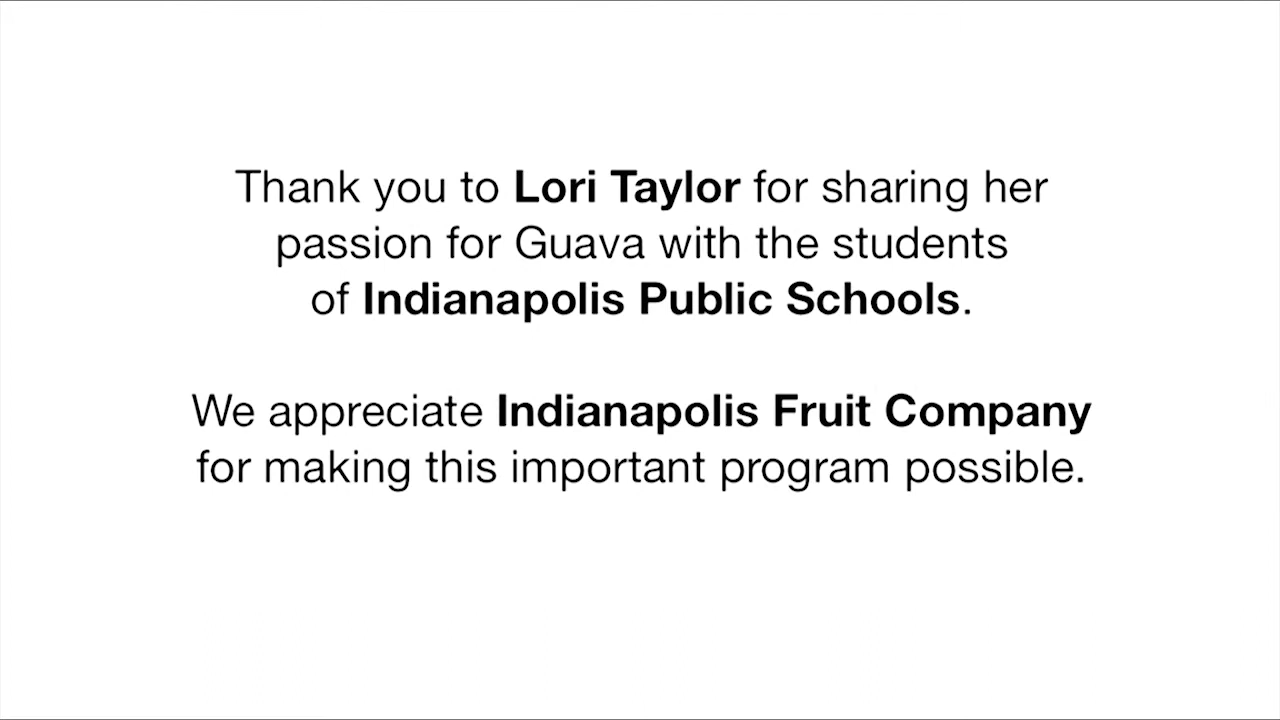 Thank you to Lori Taylor for sharing her
passion for Guava with the students
of Indianapolis Public Schools.
We appreciate Indianapolis Fruit Company
for making this important program possible.